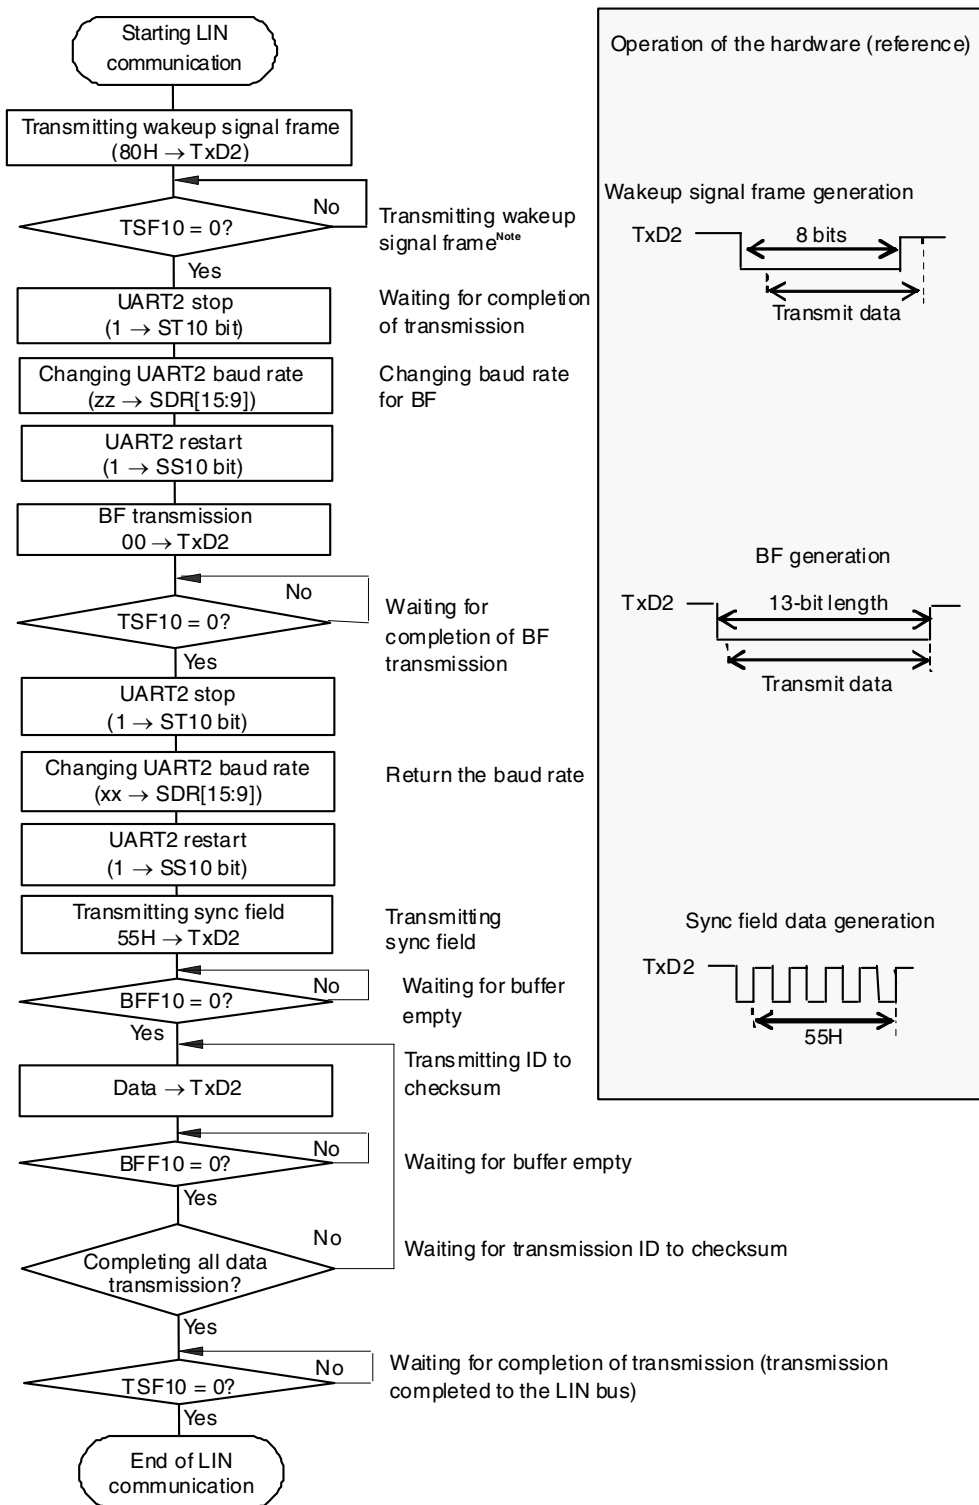 Starting LIN
communication
Transmitting wakeup signal frame
(80H → TxD2)
No
TSF10 = 0?
Transmitting wakeup
signal frameNote
Yes
UART2 stop
(1 → ST10 bit)
Waiting for completion
of transmission
Changing UART2 baud rate
(zz → SDR[15:9])
Changing baud rate
for BF
UART2 restart
(1 → SS10 bit)
BF transmission
00 → TxD2
No
TSF10 = 0?
Waiting for
completion of BF
transmission
Yes
UART2 stop
(1 → ST10 bit)
Changing UART2 baud rate
(xx → SDR[15:9])
Return the baud rate
UART2 restart
(1 → SS10 bit)
Transmitting sync field
55H → TxD2
Transmitting
sync field
No
BFF10 = 0?
Waiting for buffer
empty
Yes
Transmitting ID to
checksum
Data → TxD2
No
BFF10 = 0?
Waiting for buffer empty
Yes
No
Completing all data
transmission?
Waiting for transmission ID to checksum
Yes
No
TSF10 = 0?
Waiting for completion of transmission (transmission
completed to the LIN bus)
Yes
End of LIN
communication
Operation of the hardware (reference)
Wakeup signal frame generation
TxD2
8 bits
Transmit data
BF generation
TxD2
13-bit length
Transmit data
Sync field data generation
TxD2
55H